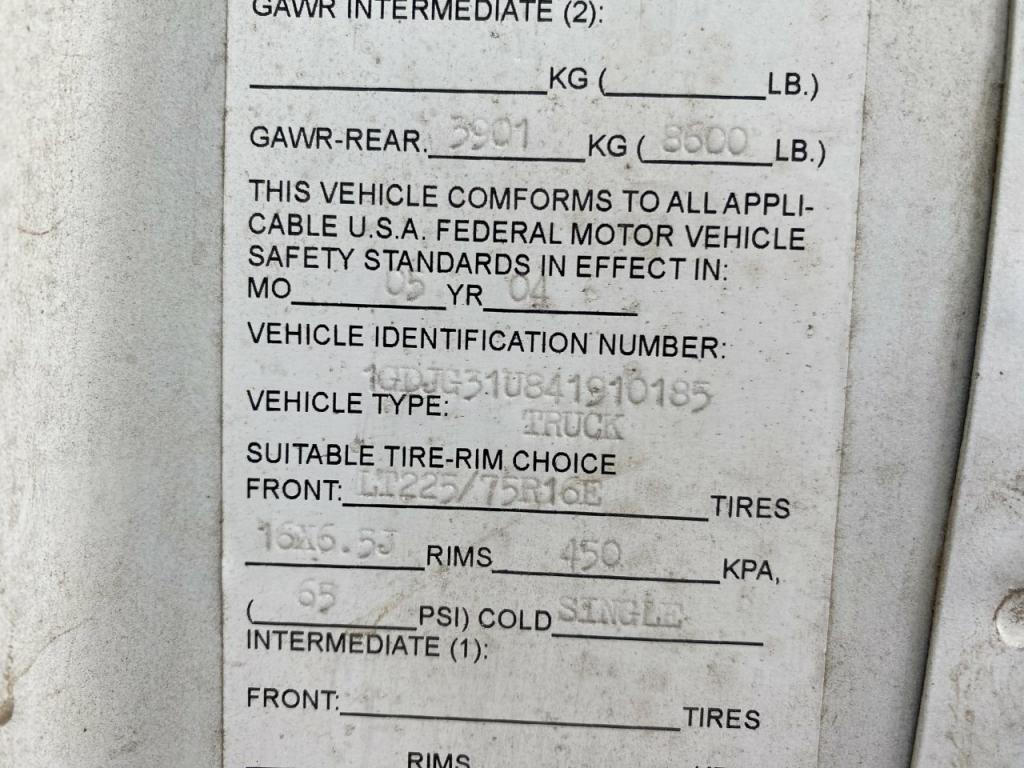 GAWR INTERMEDIATE (2):
KG ( LB.)
GAWR-REAR. 3901 KG ( 8600 LB.)
THIS VEHICLE COMFORMS TO ALL APPLI-
CABLE U.S.A. FEDERAL MOTOR VEHICLE
SAFETY STANDARDS IN EFFECT IN:
MO 05 YR 04
VEHICLE IDENTIFICATION NUMBER:
1GDJG31U841910185
VEHICLE TYPE: TRUCK
SUITABLE TIRE-RIM CHOICE
FRONT: LT225/75R16E TIRES
16X6.5J RIMS 450 KPA,
( 65 PSI) COLD SINGLE
INTERMEDIATE (1):
FRONT: TIRES
RIMS